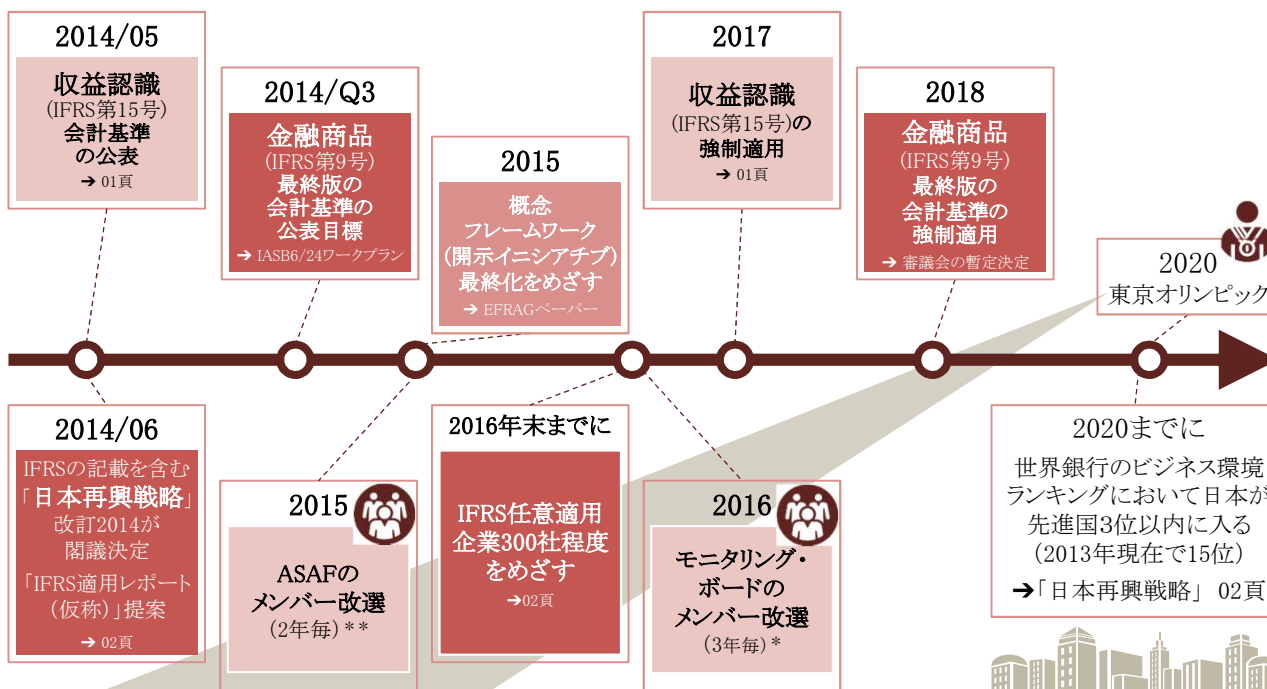 2014/05
収益認識
(IFRS第15号)
会計基準
の公表
➔ 01頁
2014/Q3
金融商品
(IFRS第9号)
最終版の
会計基準の
公表目標
➔ IASB6/24ワークプラン
2015
概念
フレームワーク
(開示イニシアチブ)
最終化をめざす
➔ EFRAGペーパー
2017
収益認識
(IFRS第15号)の
強制適用
➔ 01頁
2018
金融商品
(IFRS第9号)
最終版の
会計基準の
強制適用
➔ 審議会の暫定決定
2020
東京オリンピック
2014/06
IFRSの記載を含む
「日本再興戦略」
改訂2014が
閣議決定
「IFRS適用レポート
(仮称)」提案
➔ 02頁
2015
ASAFの
メンバー改選
(2年毎)**
2016年末までに
IFRS任意適用
企業300社程度
をめざす
➔02頁
2016
モニタリング・
ボードの
メンバー改選
(3年毎)*
2020までに
世界銀行のビジネス環境
ランキングにおいて日本が
先進国3位以内に入る
(2013年現在で15位)
➔「日本再興戦略」 02頁